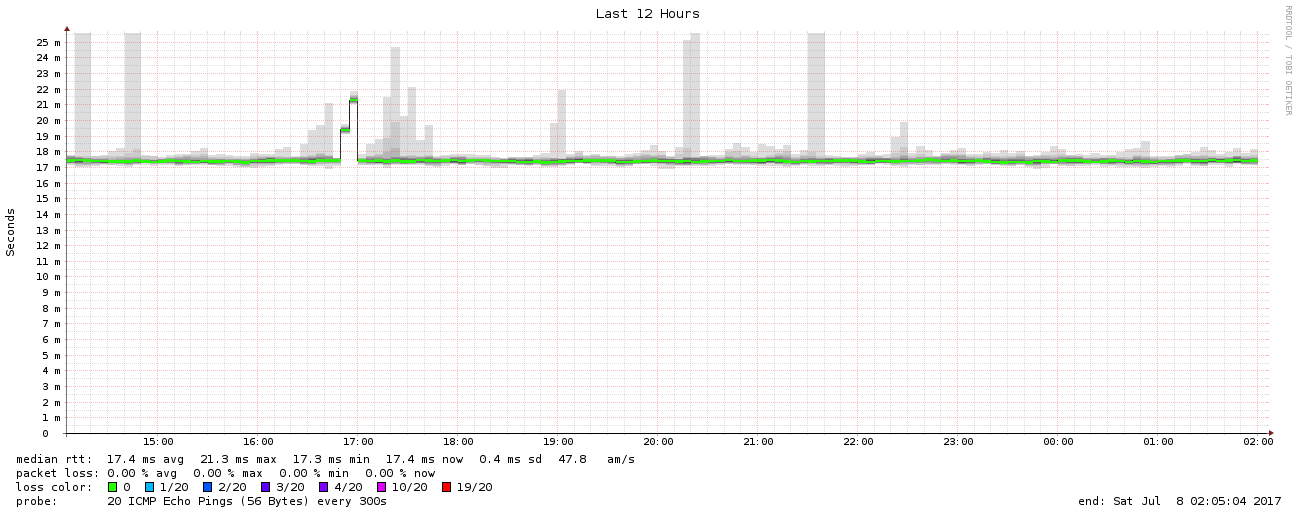 Last 12 Hours
RRDTOOL / TOBI OETIKER
Seconds
25 m
24 m
23 m
22 m
21 m
20 m
19 m
18 m
17 m
16 m
15 m
14 m
13 m
12 m
11 m
10 m
9 m
8 m
7 m
6 m
5 m
4 m
3 m
2 m
1 m
0
15:00 16:00 17:00 18:00 19:00 20:00 21:00 22:00 23:00 00:00 01:00 02:00
median rtt: 17.4 ms avg 21.3 ms max 17.3 ms min 17.4 ms now 0.4 ms sd 47.8 am/s
packet loss: 0.00 % avg 0.00 % max 0.00 % min 0.00 % now
loss color: 0 1/20 2/20 3/20 4/20 10/20 19/20
probe: 20 ICMP Echo Pings (56 Bytes) every 300s end: Sat Jul 8 02:05:04 2017